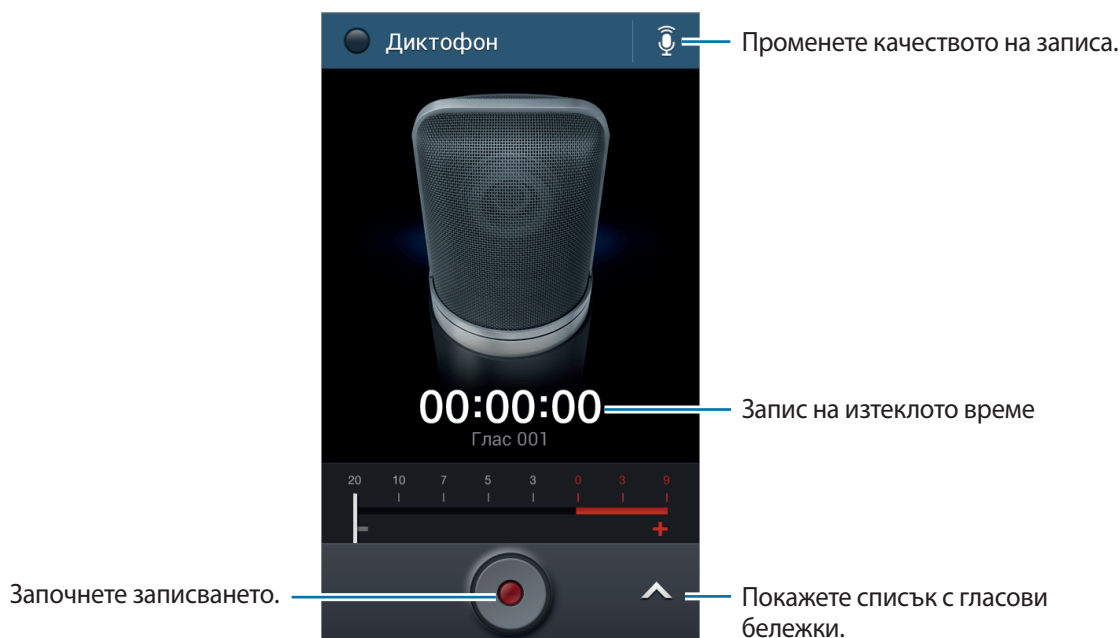 Диктофон
Променете качеството на записа.
00:00:00
Запис на изтеклото време
Глас 001
20 10 7 5 3 0 3 9
- +
Започнете записването.
Покажете списък с гласови
бележки.